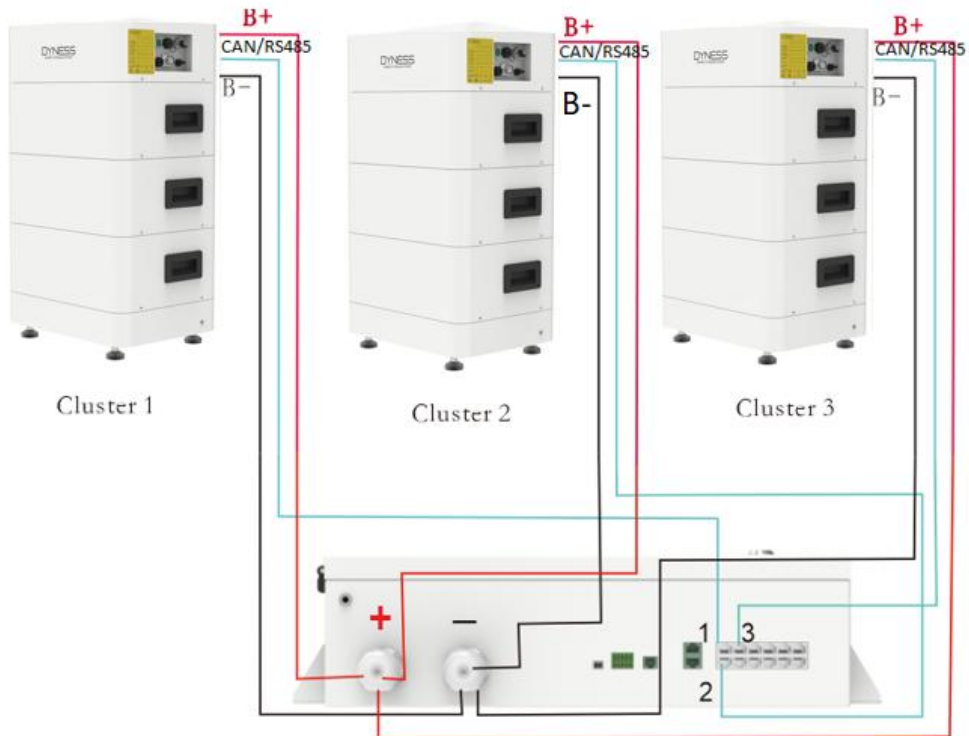 B+
CAN/RS485
B-
DYNESS
Cluster 1
B+
CAN/RS485
B-
DYNESS
Cluster 2
B+
CAN/RS485
B-
DYNESS
Cluster 3
+
-
1
3
2